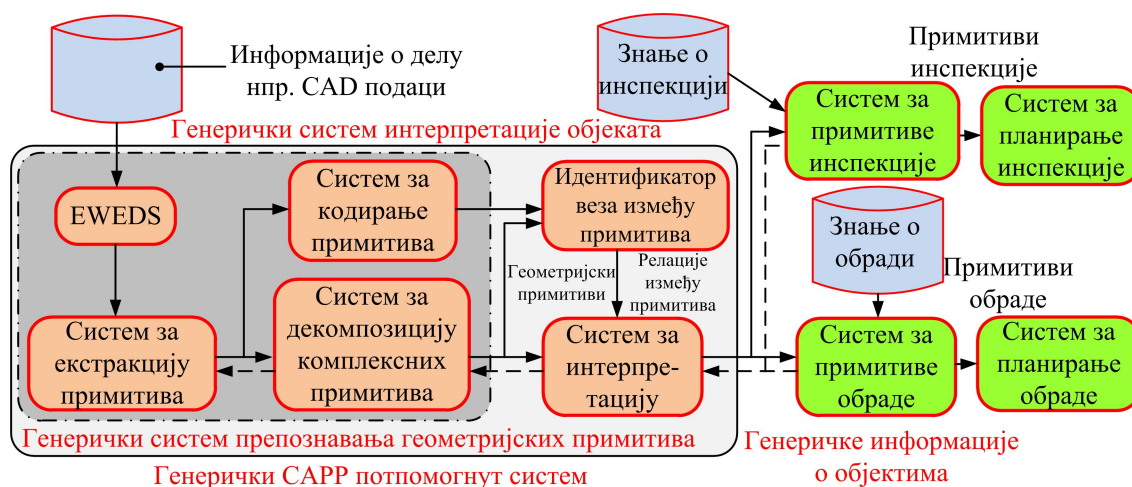 Информације о делу
нпр. CAD подаци
Знање о
инспекцији
Примитиви
инспекције
Систем за
примитиве
инспекције
Систем за
планирање
инспекције
Генерички систем интерпретације објеката
EWEDS
Систем за
кодирање
примитива
Идентификатор
веза између
примитива
Знање о
обради
Геометријски
примитиви
Релације
између
примитива
Примитиви
обраде
Систем за
екстракцију
примитива
Систем за
декомпозицију
комплексних
примитива
Систем за
интерпре-
тацију
Систем за
примитиве
обраде
Систем за
планирање
обраде
Генерички систем препознавања геометријских примитива
Генеричке информације
о објектима
Генерички CAPP потпомогнут систем